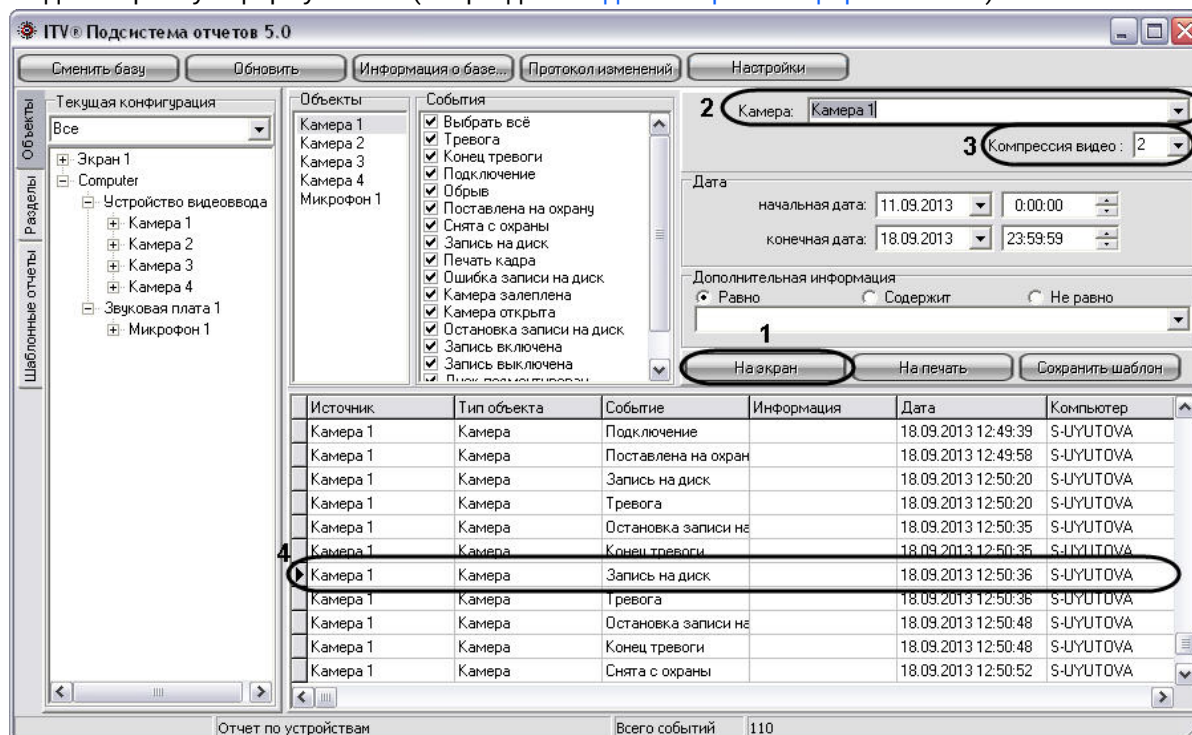 ITV® Подсистема отчетов 5.0
Сменить базу Обновить Информация о базе... Протокол изменений Настройки
Объекты
Разделы
Шаблонные отчеты
Текущая конфигурация
Все
Экран 1
Computer
Устройство видеоввода
Камера 1
Камера 2
Камера 3
Камера 4
Звуковая плата 1
Микрофон 1
Объекты
Камера 1
Камера 2
Камера 3
Камера 4
Микрофон 1
События
Выбрать всё
Тревога
Конец тревоги
Подключение
Обрыв
Поставлена на охрану
Снята с охраны
Запись на диск
Печать кадра
Ошибка записи на диск
Камера залеплена
Камера открыта
Остановка записи на диск
Запись включена
Запись выключена
2 Камера: Камера 1
3 Компрессия видео : 2
Дата
начальная дата: 11.09.2013 0:00:00
конечная дата: 18.09.2013 23:59:59
Дополнительная информация
Равно Содержит Не равно
1
На экран На печать Сохранить шаблон
Источник Тип объекта Событие Информация Дата Компьютер
Камера 1 Камера Подключение 18.09.2013 12:49:39 S-UYUTOVA
Камера 1 Камера Поставлена на охран 18.09.2013 12:49:58 S-UYUTOVA
Камера 1 Камера Запись на диск 18.09.2013 12:50:20 S-UYUTOVA
Камера 1 Камера Тревога 18.09.2013 12:50:20 S-UYUTOVA
Камера 1 Камера Остановка записи на 18.09.2013 12:50:35 S-UYUTOVA
Камера 1 Камера Конец тревоги 18.09.2013 12:50:35 S-UYUTOVA
4 Камера 1 Камера Запись на диск 18.09.2013 12:50:36 S-UYUTOVA
Камера 1 Камера Тревога 18.09.2013 12:50:36 S-UYUTOVA
Камера 1 Камера Остановка записи на 18.09.2013 12:50:48 S-UYUTOVA
Камера 1 Камера Конец тревоги 18.09.2013 12:50:48 S-UYUTOVA
Камера 1 Камера Снята с охраны 18.09.2013 12:50:52 S-UYUTOVA
Отчет по устройствам Всего событий 110